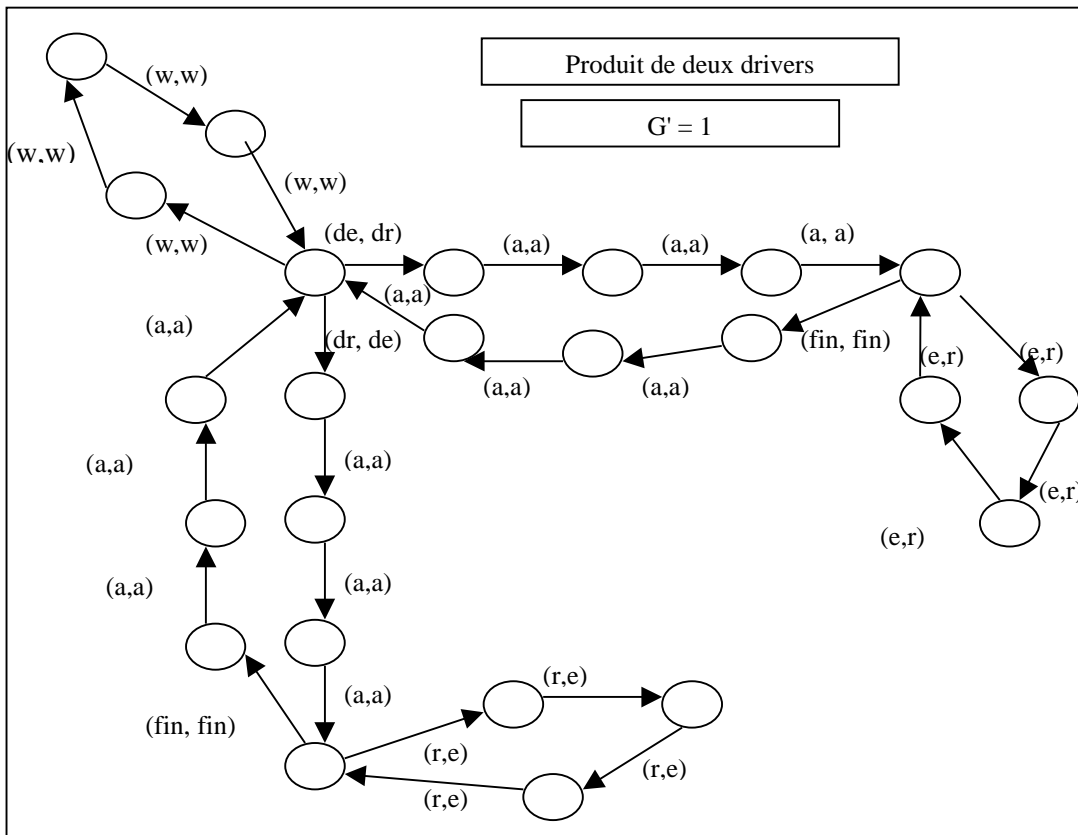 Produit de deux drivers
(w,w)
G' = 1
(w,w)
(w,w)
(w,w)
(de, dr)
(a,a)
(a,a)
(a, a)
(a,a)
(a,a)
(dr, de)
(fin, fin)
(e,r)
(e,r)
(a,a)
(a,a)
(a,a)
(a,a)
(e,r)
(e,r)
(a,a)
(a,a)
(r,e)
(a,a)
(fin, fin)
(r,e)
(r,e)
(r,e)